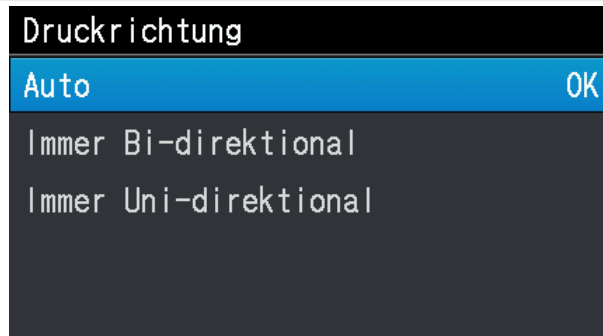 Druckrichtung
Auto OK
Immer Bi-direktional
Immer Uni-direktional